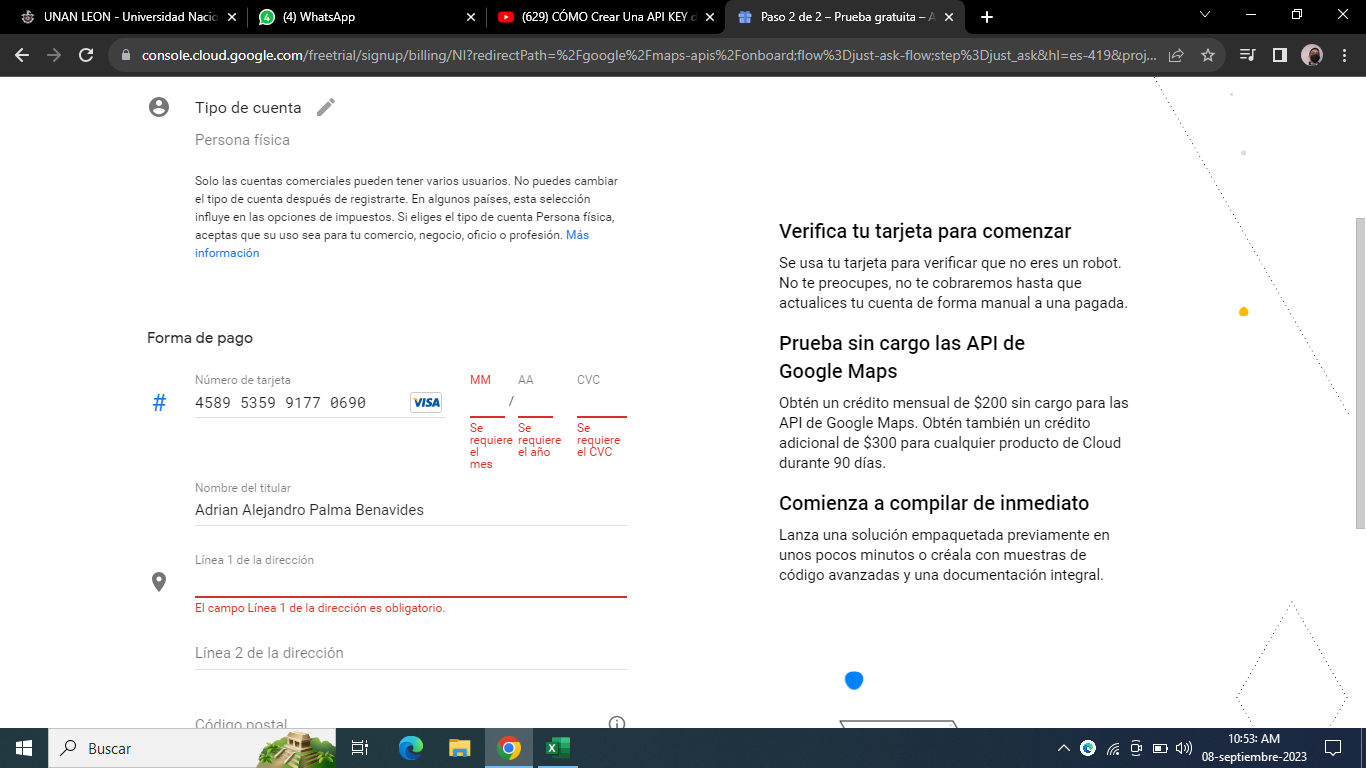 UNAN LEON - Universidad Nacio
(4) WhatsApp
(629) CÓMO Crear Una API KEY d
Paso 2 de 2 – Prueba gratuita – A
console.cloud.google.com/freetrial/signup/billing/NI?redirectPath=%2Fgoogle%2Fmaps-apis%2Fonboard;flow%3Djust-ask-flow;step%3Djust_ask&hl=es-419&proj...
Tipo de cuenta
Persona física
Solo las cuentas comerciales pueden tener varios usuarios. No puedes cambiar
el tipo de cuenta después de registrarte. En algunos países, esta selección
influye en las opciones de impuestos. Si eliges el tipo de cuenta Persona física,
aceptas que su uso sea para tu comercio, negocio, oficio o profesión. Más
información
Forma de pago
Número de tarjeta
4589 5359 9177 0690 VISA
MM / AA CVC
Se requiere el mes
Se requiere el año
Se requiere el CVC
Nombre del titular
Adrian Alejandro Palma Benavides
Línea 1 de la dirección
El campo Línea 1 de la dirección es obligatorio.
Línea 2 de la dirección
Código postal
Verifica tu tarjeta para comenzar
Se usa tu tarjeta para verificar que no eres un robot.
No te preocupes, no te cobraremos hasta que
actualices tu cuenta de forma manual a una pagada.
Prueba sin cargo las API de
Google Maps
Obtén un crédito mensual de $200 sin cargo para las
API de Google Maps. Obtén también un crédito
adicional de $300 para cualquier producto de Cloud
durante 90 días.
Comienza a compilar de inmediato
Lanza una solución empaquetada previamente en
unos pocos minutos o créala con muestras de
código avanzadas y una documentación integral.
Buscar
10:53: AM
08-septiembre-2023